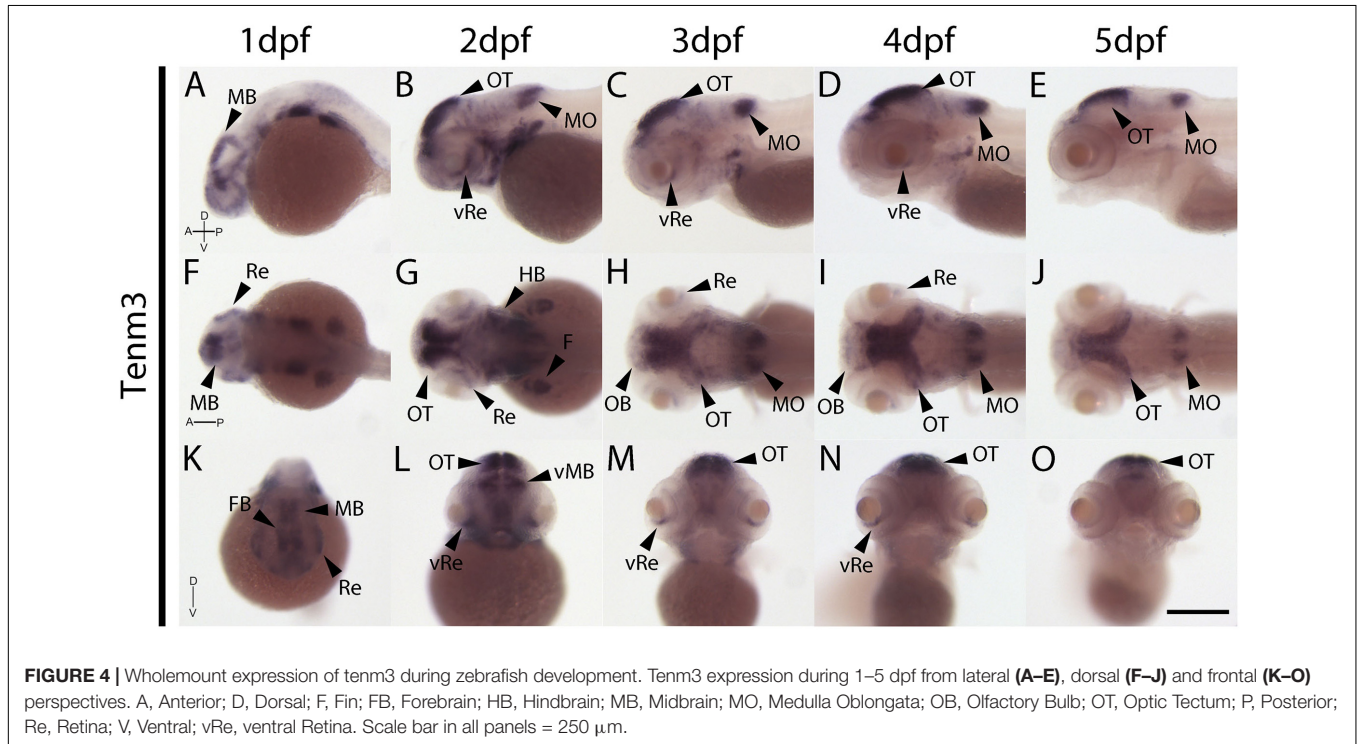 1dpf 2dpf 3dpf 4dpf 5dpf
Tenm3
A MB
D
A P
V
B OT MO vRe
C OT MO vRe
D OT MO vRe
E OT MO
F Re MB
A P
G HB F OT Re
H Re OB OT MO
I Re OB OT MO
J OT MO
K FB MB Re
D
V
L OT vMB vRe
M OT vRe
N OT vRe
O OT
FIGURE 4 | Wholemount expression of tenm3 during zebrafish development. Tenm3 expression during 1–5 dpf from lateral (A–E), dorsal (F–J) and frontal (K–O)
perspectives. A, Anterior; D, Dorsal; F, Fin; FB, Forebrain; HB, Hindbrain; MB, Midbrain; MO, Medulla Oblongata; OB, Olfactory Bulb; OT, Optic Tectum; P, Posterior;
Re, Retina; V, Ventral; vRe, ventral Retina. Scale bar in all panels = 250 μm.